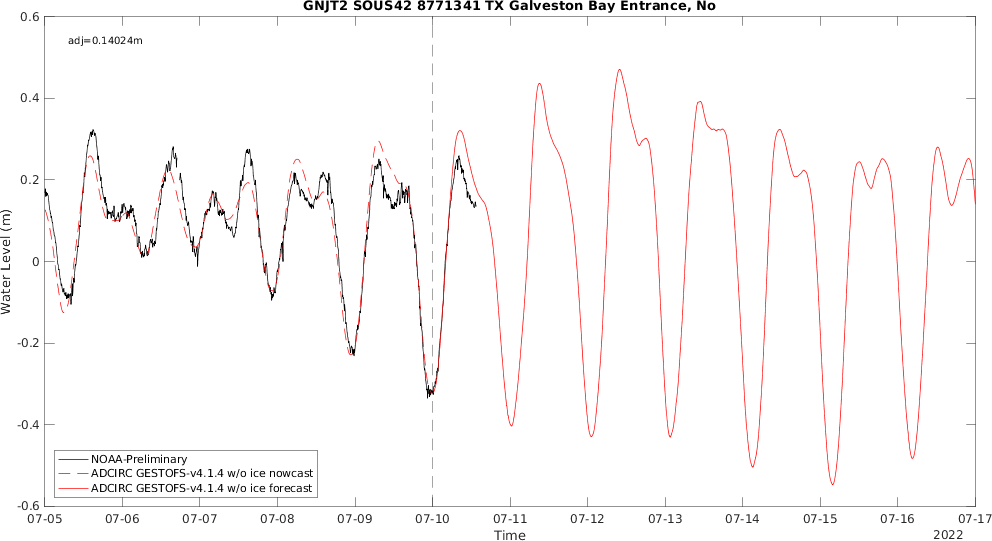 GNJT2 SOUS42 8771341 TX Galveston Bay Entrance, No
adj=0.14024m
0.6
0.4
0.2
0
-0.2
-0.4
-0.6
Water Level (m)
NOAA-Preliminary
ADCIRC GESTOFS-v4.1.4 w/o ice nowcast
ADCIRC GESTOFS-v4.1.4 w/o ice forecast
07-05 07-06 07-07 07-08 07-09 07-10 07-11 07-12 07-13 07-14 07-15 07-16 07-17
Time
2022